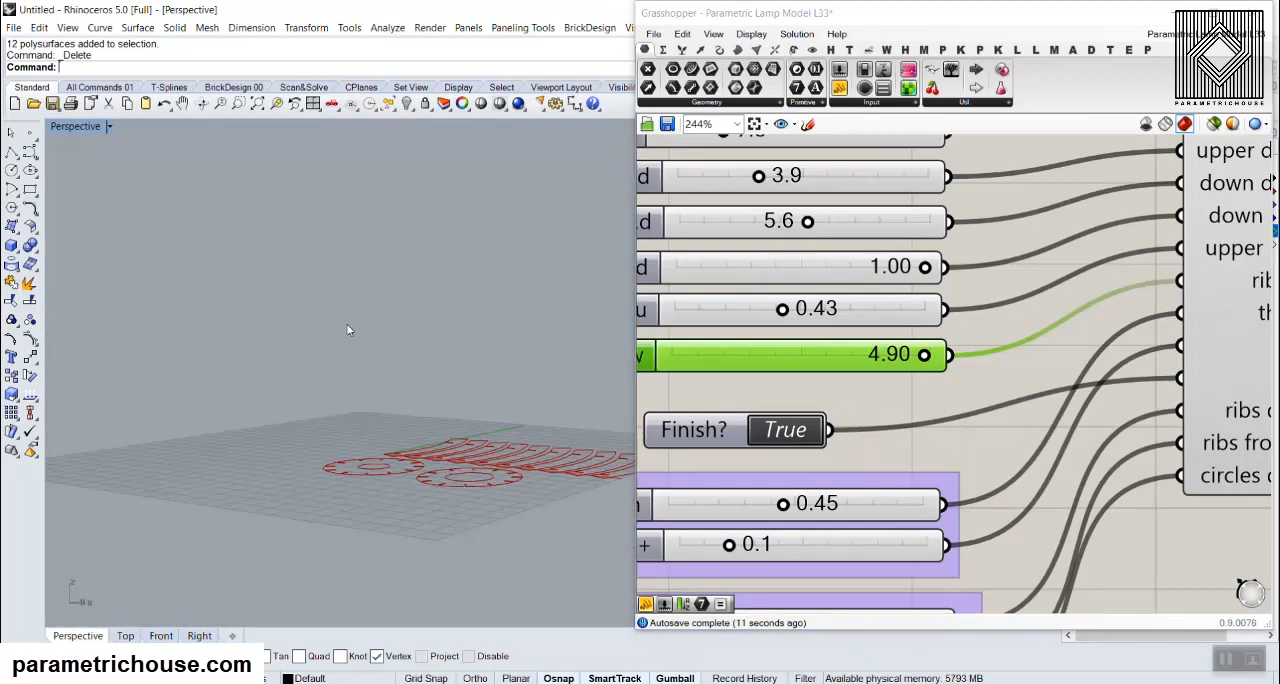 Untitled - Rhinoceros 5.0 [Full] - [Perspective]
File Edit View Curve Surface Solid Mesh Dimension Transform Tools Analyze Render Panels Paneling Tools BrickDesign
12 polysurfaces added to selection.
Command: _Delete
Command:
Standard All Commands 01 T-Splines BrickDesign 00 Scan&Solve CPlanes Set View Display Select Viewport Layout
Perspective
z
x
Perspective Top Front Right
Tan Quad Knot Vertex Project Disable
Default Grid Snap Ortho Planar Osnap SmartTrack Gumball Record History Filter Available physical memory: 5793 MB
parametrichouse.com
Grasshopper - Parametric Lamp Model L33*
File Edit View Display Solution Help
H T W H M P K P K L L M A D T E P
Geometry Primitive Input Util
PARAMETRICHOUSE
244%
3.9
5.6
1.00
0.43
4.90
Finish? True
0.45
0.1
upper d
down d
down
upper
rib
th
ribs
ribs fro
circles
Autosave complete (11 seconds ago)
0.9.0076